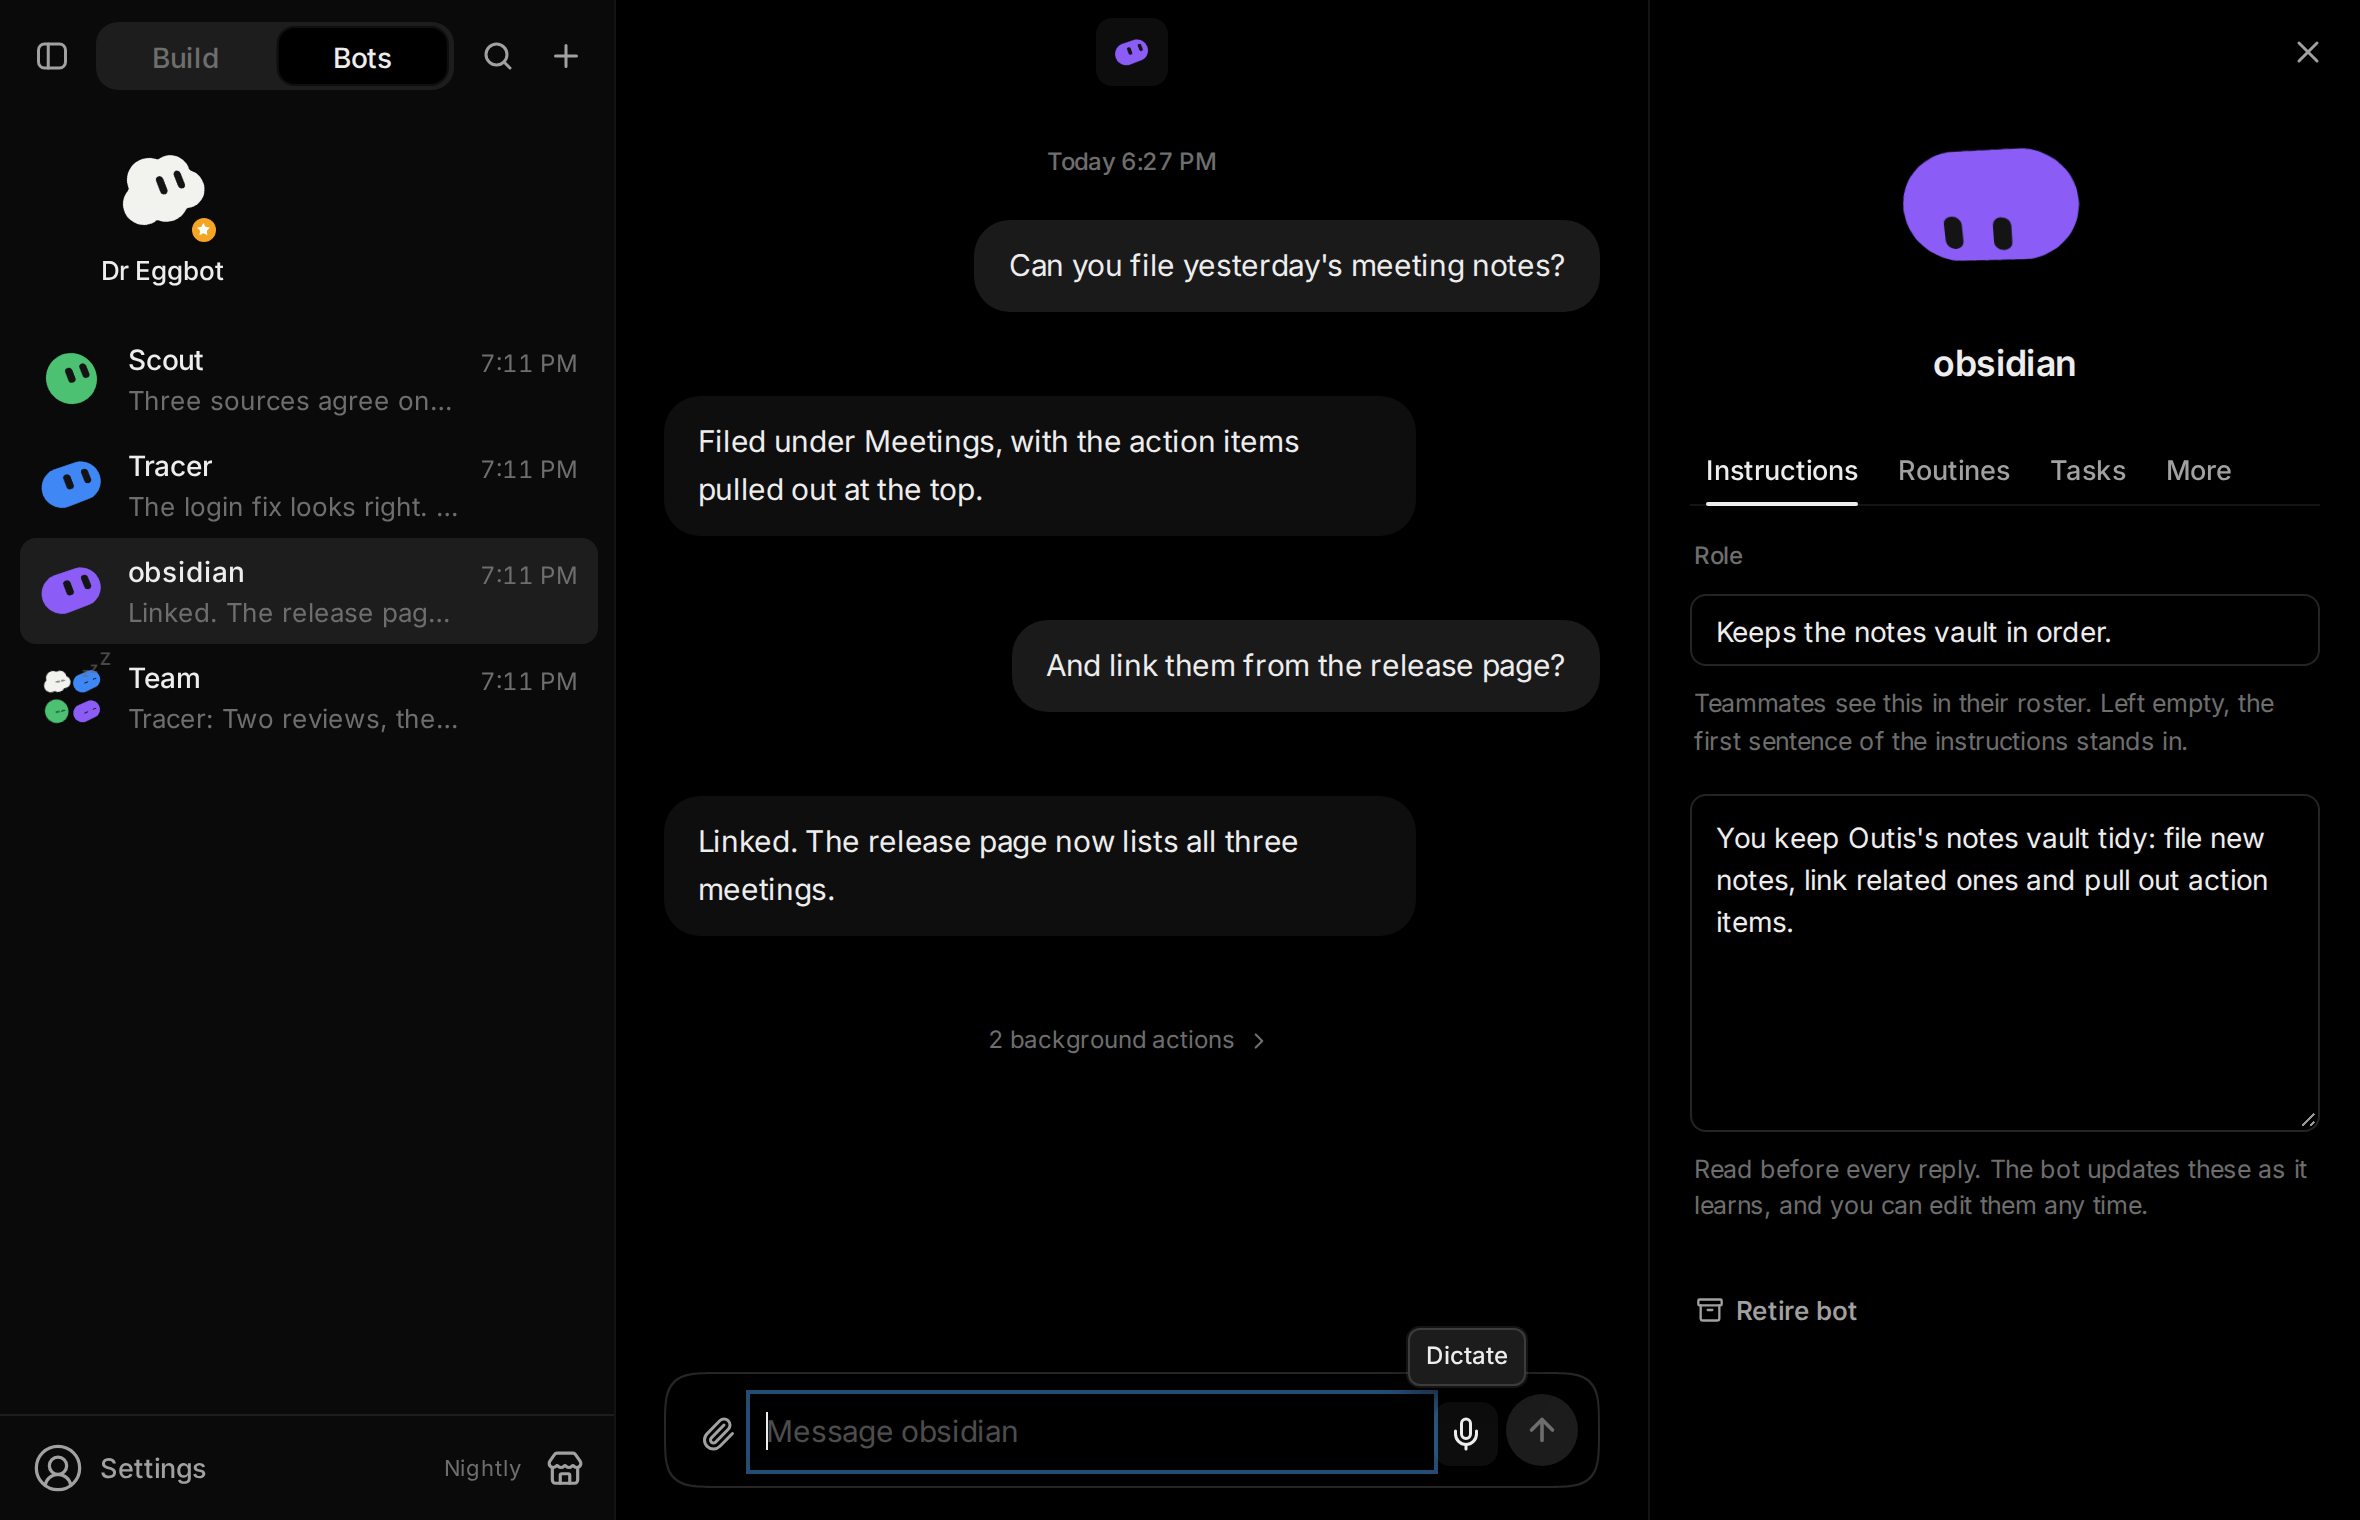 Build
Bots
Dr Eggbot
Scout
7:11 PM
Three sources agree on...
Tracer
7:11 PM
The login fix looks right. ...
obsidian
7:11 PM
Linked. The release pag...
z z
Team
7:11 PM
Tracer: Two reviews, the...
Settings
Nightly
Today 6:27 PM
Can you file yesterday's meeting notes?
Filed under Meetings, with the action items
pulled out at the top.
And link them from the release page?
Linked. The release page now lists all three
meetings.
2 background actions
Dictate
Message obsidian
obsidian
Instructions
Routines
Tasks
More
Role
Keeps the notes vault in order.
Teammates see this in their roster. Left empty, the
first sentence of the instructions stands in.
You keep Outis's notes vault tidy: file new
notes, link related ones and pull out action
items.
Read before every reply. The bot updates these as it
learns, and you can edit them any time.
Retire bot